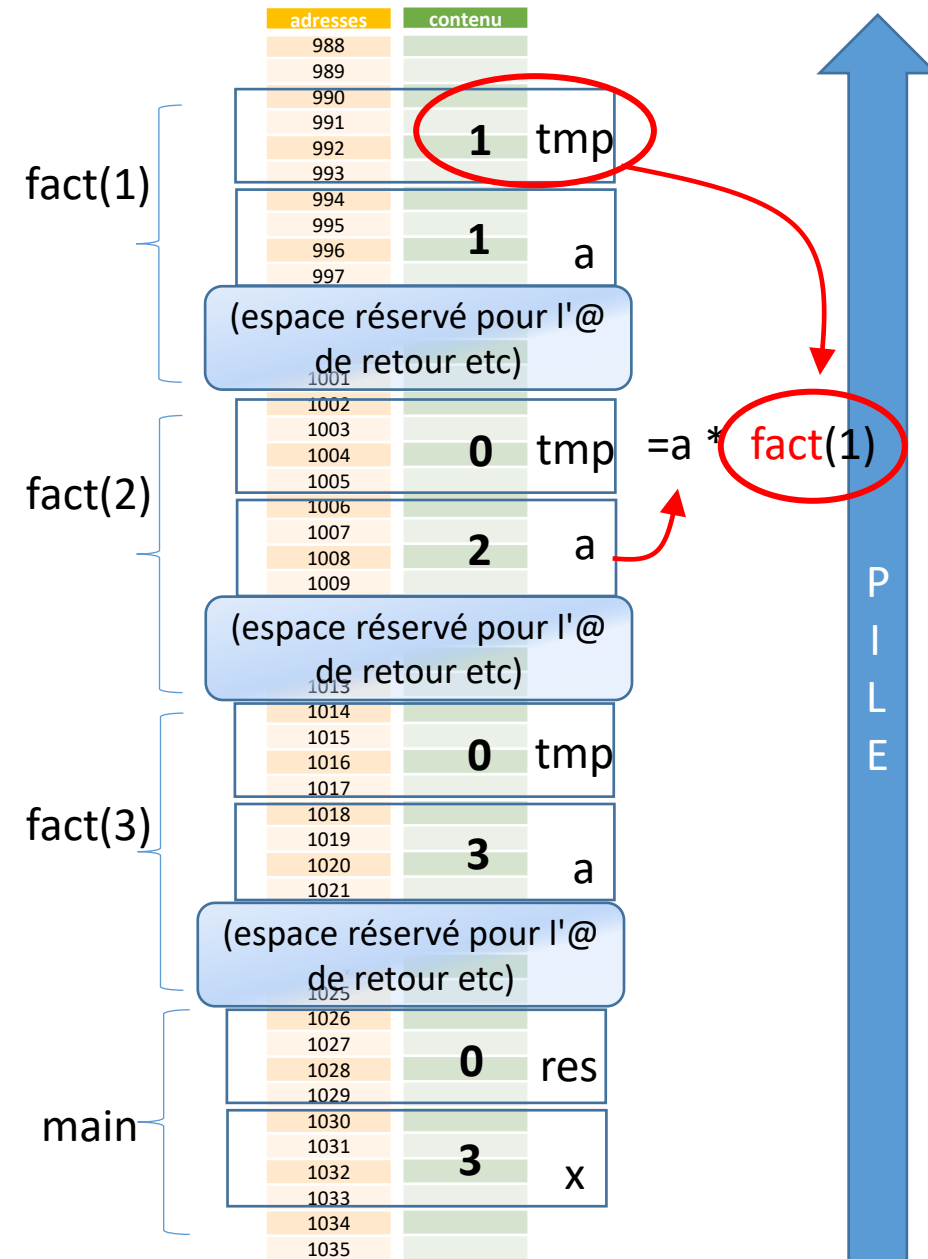 adresses contenu
988
989
990
991
992 1 tmp
993
fact(1)
994
995
996 1 a
997
(espace réservé pour l'@
de retour etc)
1001
1002
1003
1004 0 tmp =a * fact(1)
1005
fact(2)
1006
1007
1008 2 a
1009
(espace réservé pour l'@
de retour etc)
1013
1014
1015
1016 0 tmp
1017
fact(3)
1018
1019
1020 3 a
1021
(espace réservé pour l'@
de retour etc)
1025
1026
1027
1028 0 res
1029
main
1030
1031
1032 3 x
1033
1034
1035
P
I
L
E